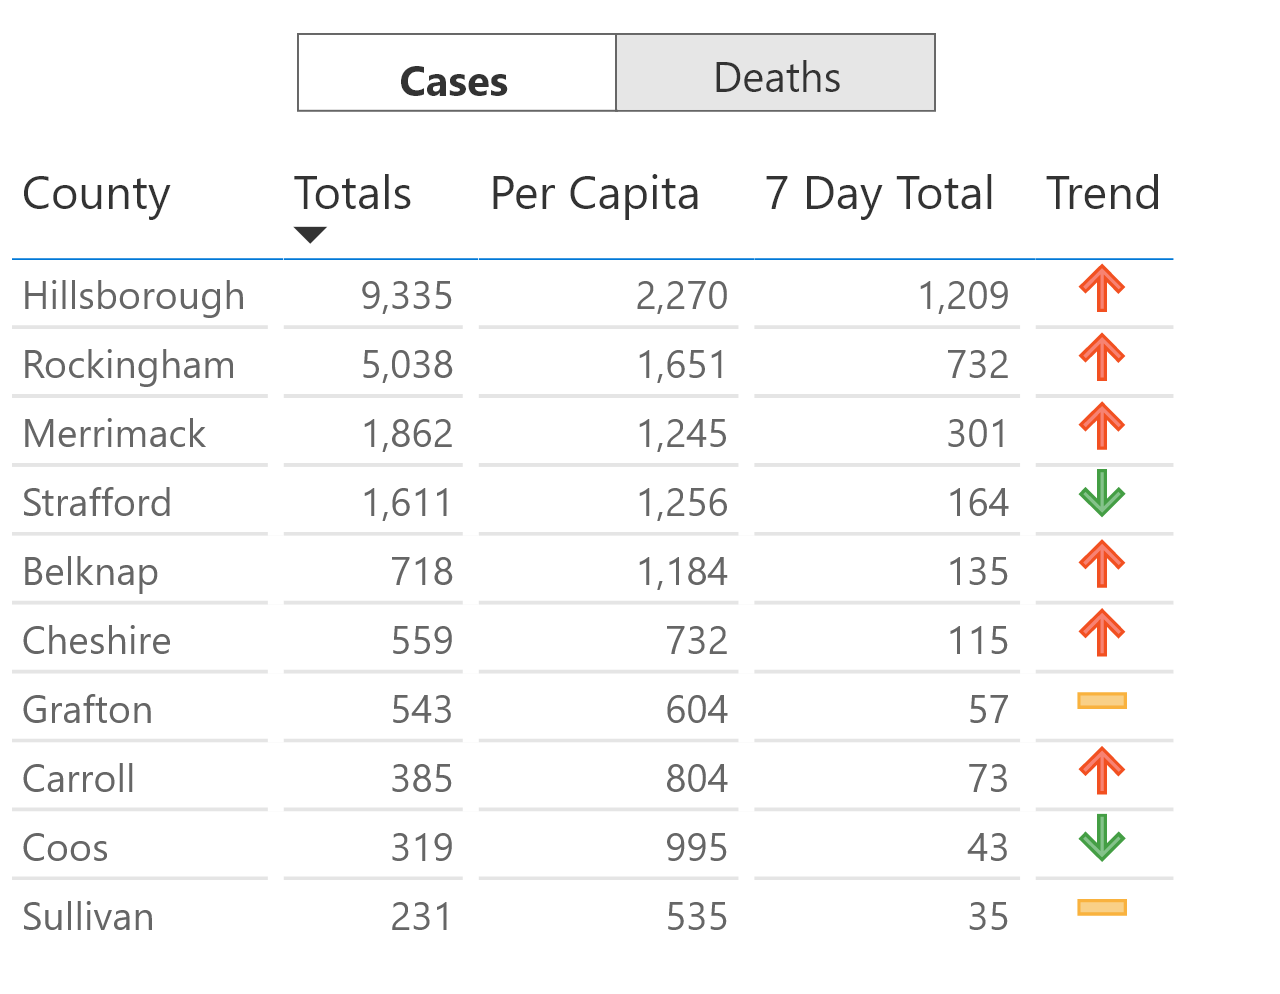 Cases Deaths
County Totals Per Capita 7 Day Total Trend
Hillsborough 9,335 2,270 1,209
Rockingham 5,038 1,651 732
Merrimack 1,862 1,245 301
Strafford 1,611 1,256 164
Belknap 718 1,184 135
Cheshire 559 732 115
Grafton 543 604 57
Carroll 385 804 73
Coos 319 995 43
Sullivan 231 535 35